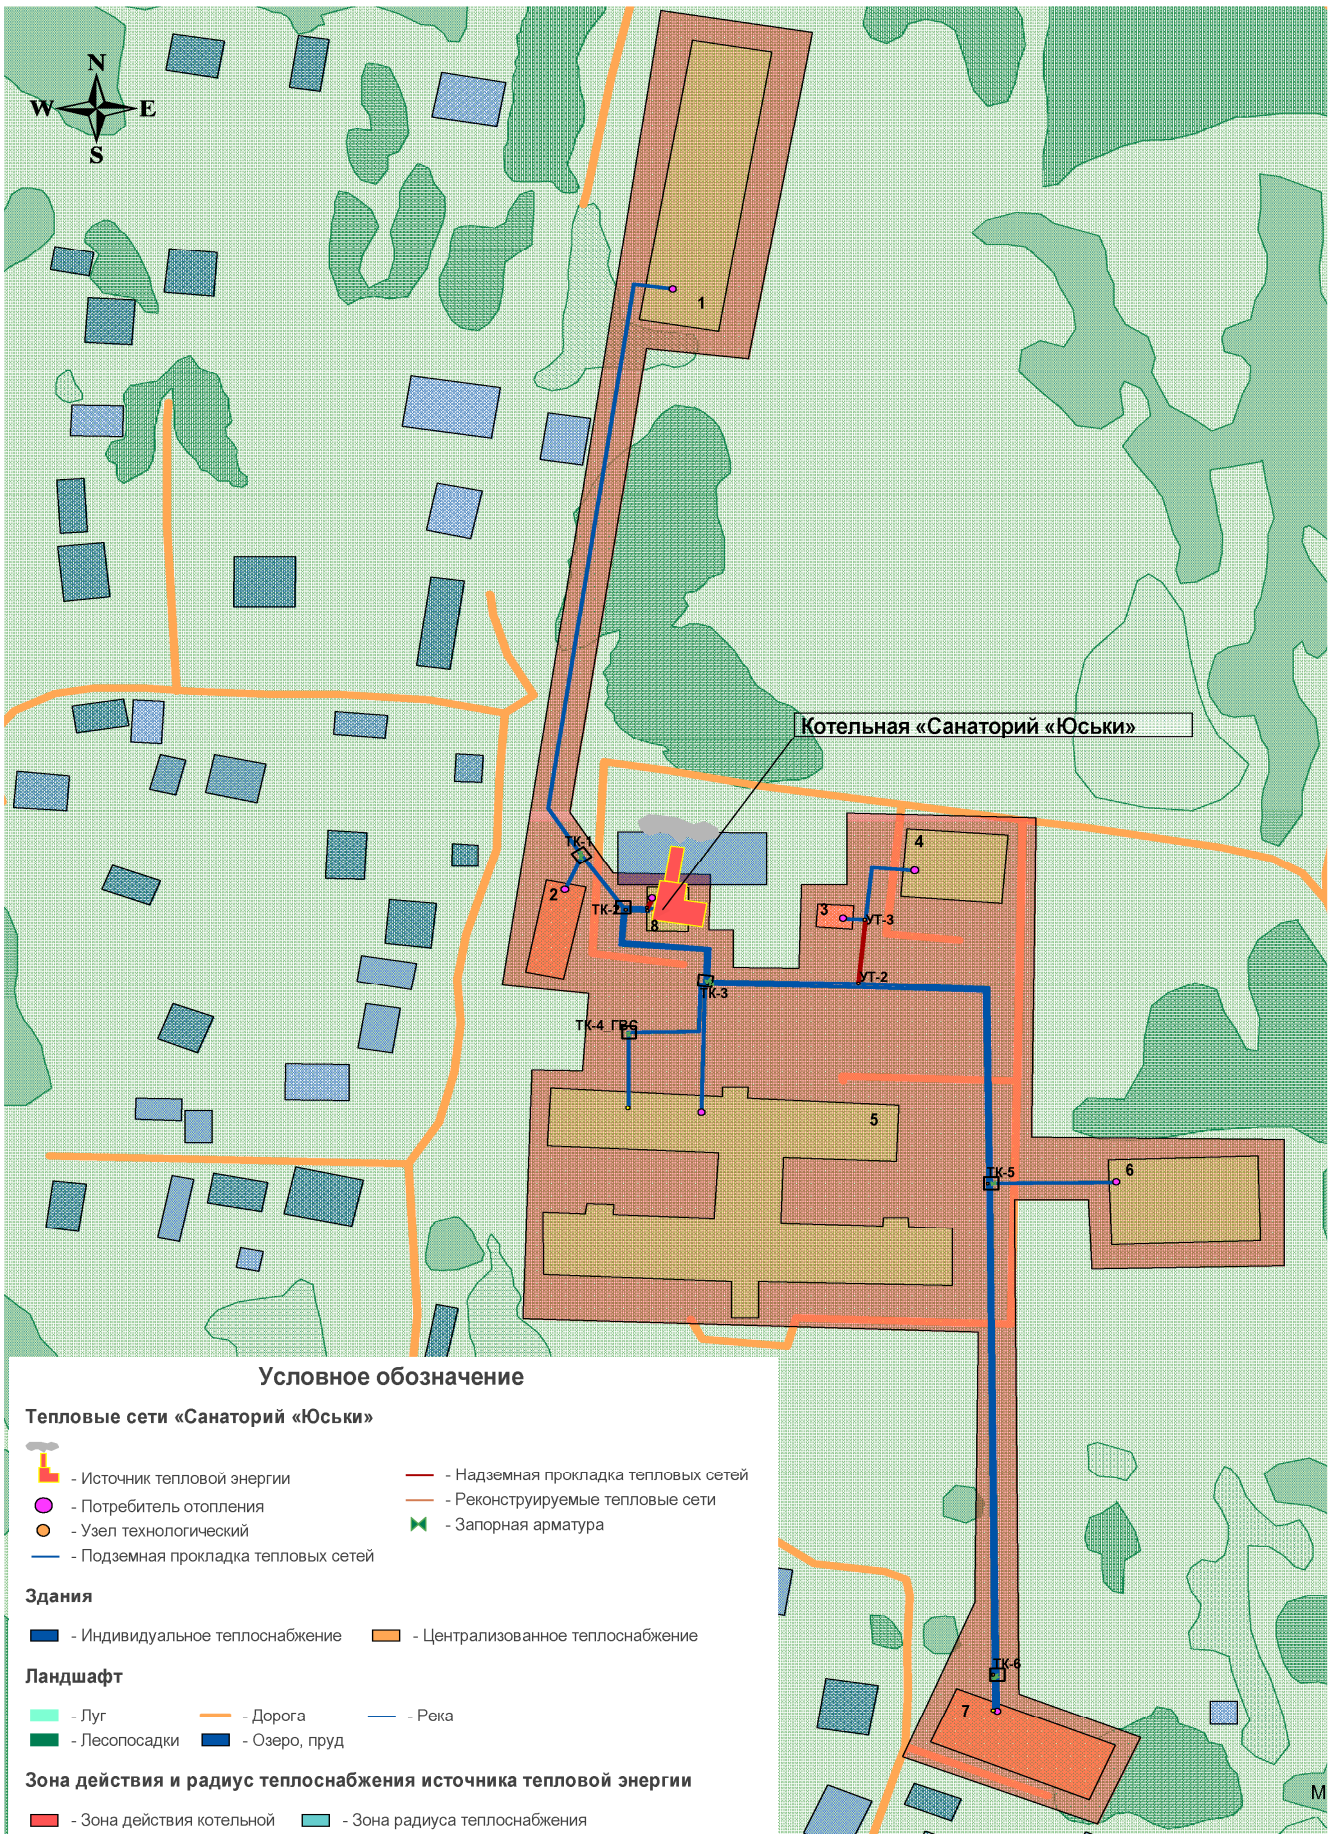 N
W E
S
1
Котельная «Санаторий «Юськи»
ТК-1
4
2
ТК-2
8
3
УТ-3
УТ-2
ТК-3
ТК-4_ГВС
5
ТК-5
6
ТК-6
7
Условное обозначение
Тепловые сети «Санаторий «Юськи»
- Источник тепловой энергии
- Потребитель отопления
- Узел технологический
- Подземная прокладка тепловых сетей
- Надземная прокладка тепловых сетей
- Реконструируемые тепловые сети
- Запорная арматура
Здания
- Индивидуальное теплоснабжение
- Централизованное теплоснабжение
Ландшафт
- Луг
- Дорога
- Река
- Лесопосадки
- Озеро, пруд
Зона действия и радиус теплоснабжения источника тепловой энергии
- Зона действия котельной
- Зона радиуса теплоснабжения
М